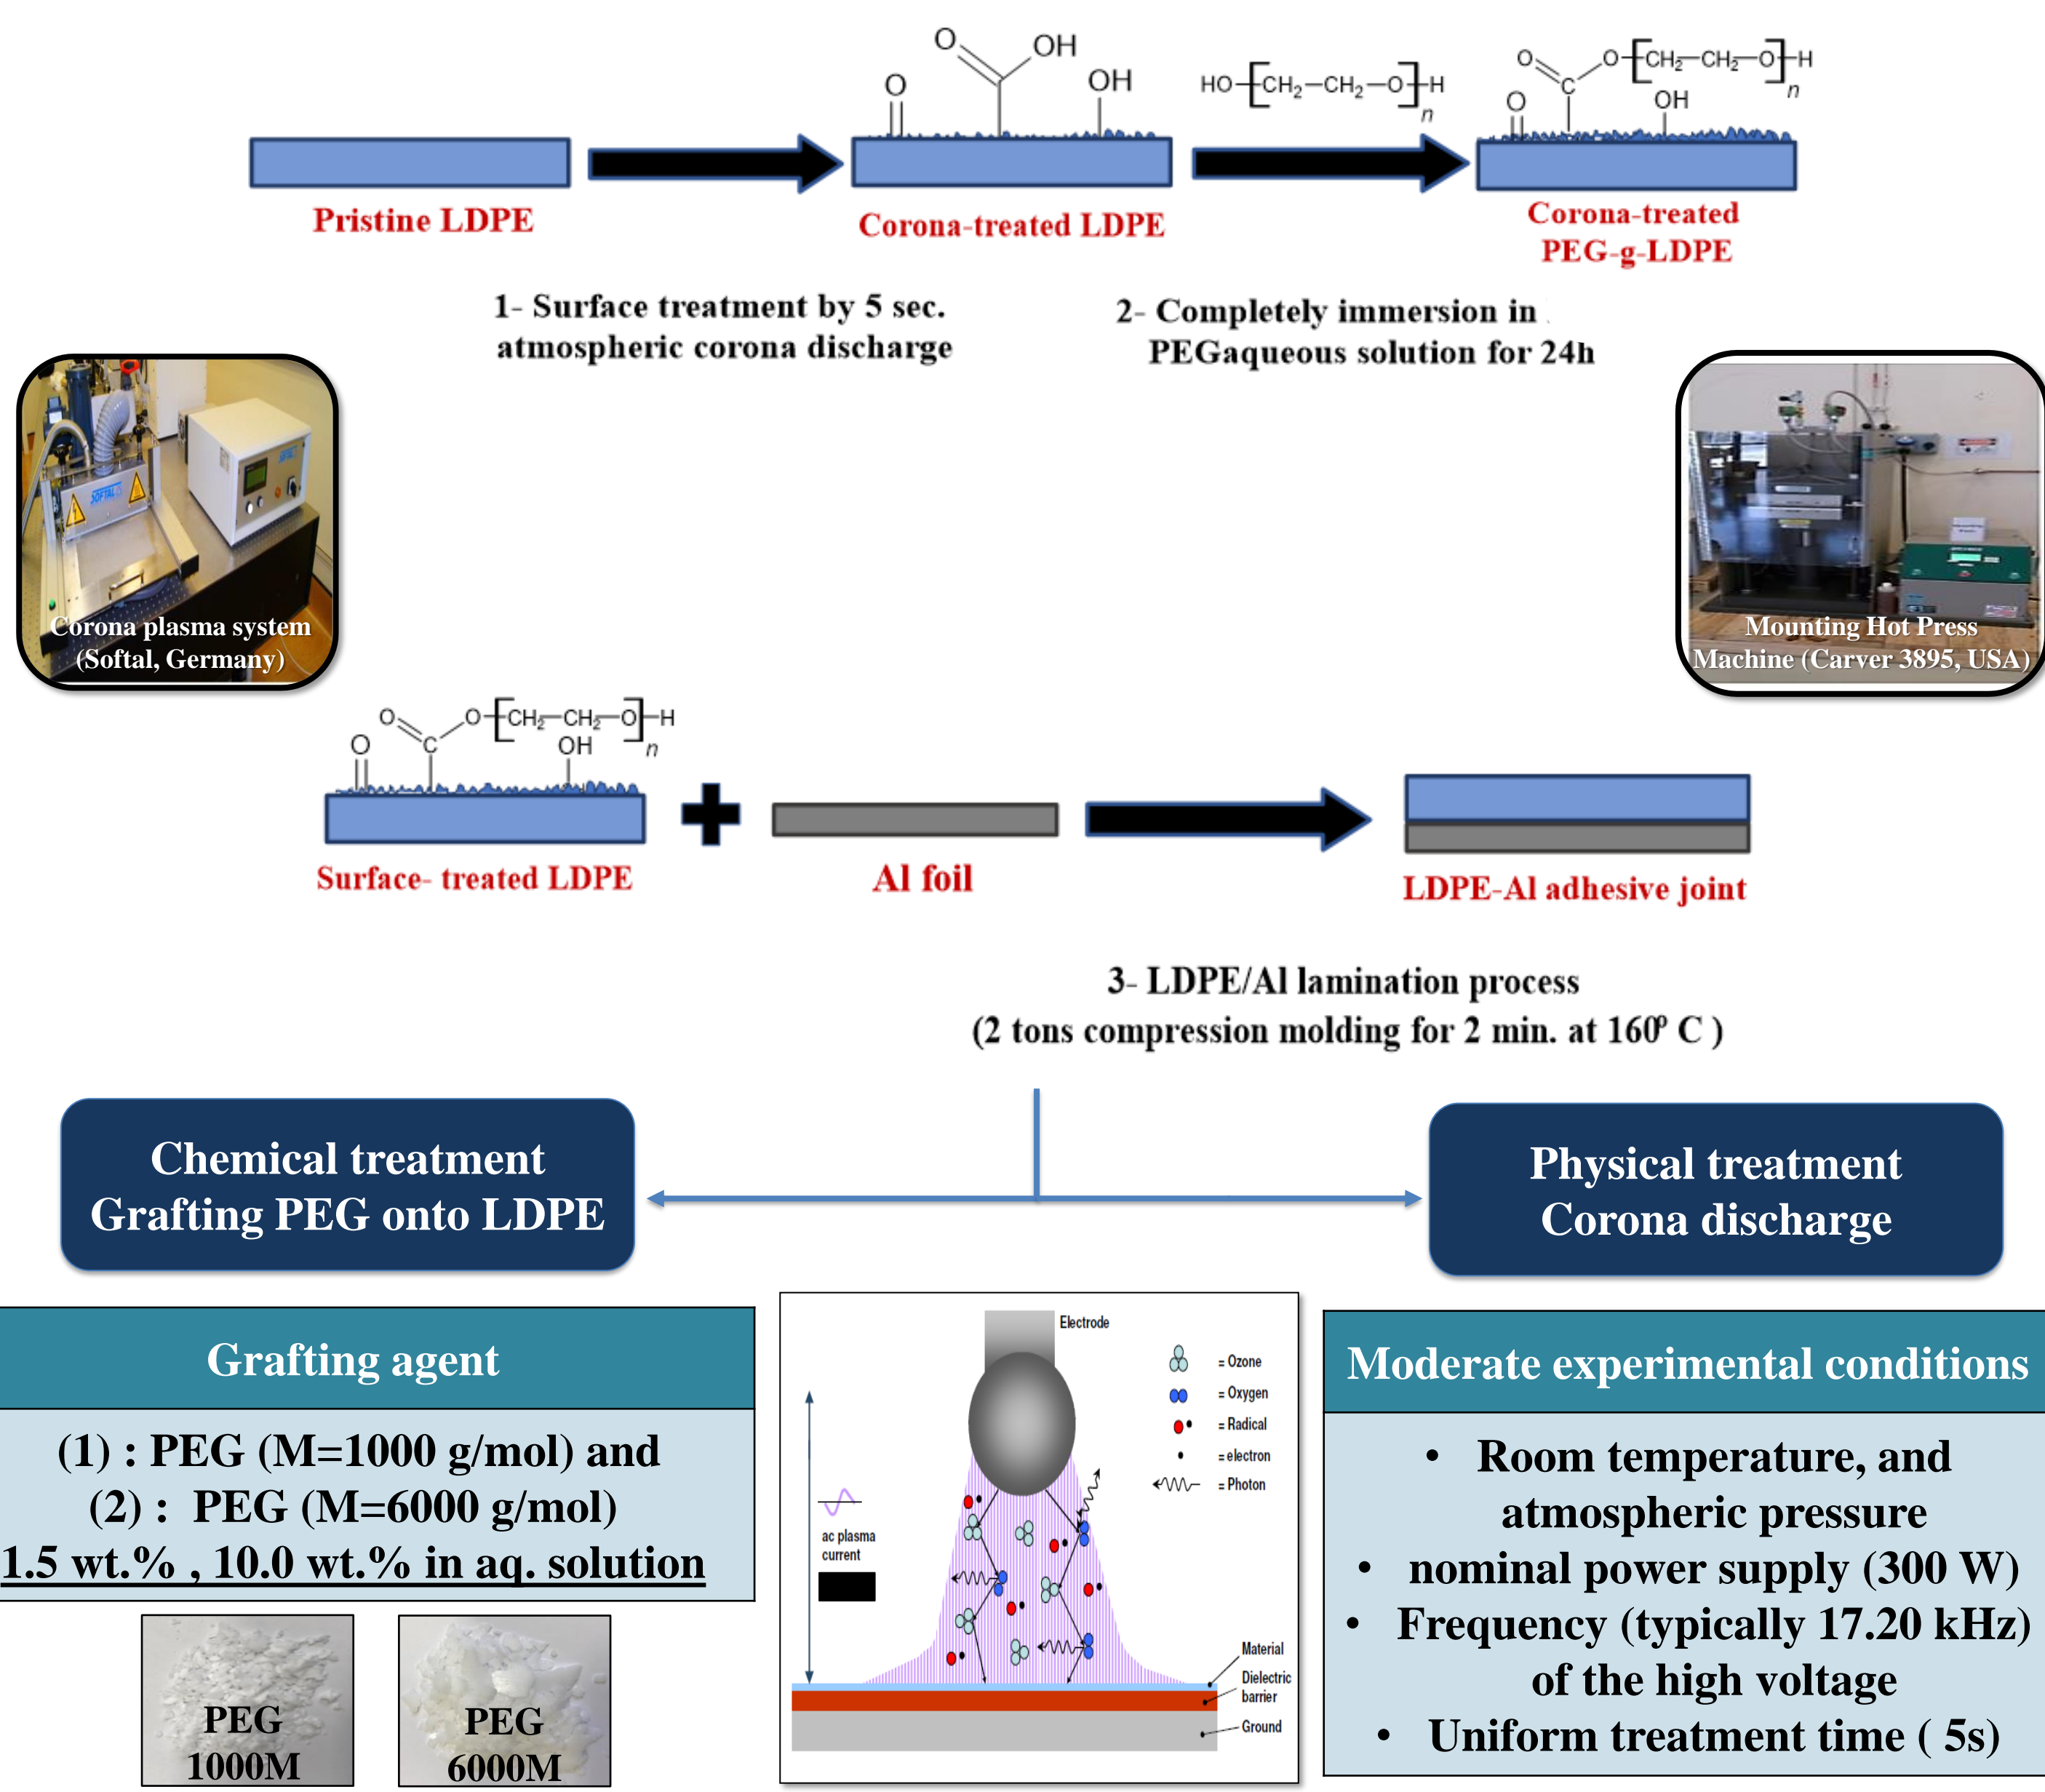 O
O
OH
OH
HO-[CH2-CH2-O]-H
n
O
O
C
O-[CH2-CH2-O]-H
n
OH
Pristine LDPE
Corona-treated LDPE
Corona-treated
PEG-g-LDPE
1- Surface treatment by 5 sec.
atmospheric corona discharge
2- Completely immersion in
PEGaqueous solution for 24h
SOFTAL
Corona plasma system
(Softal, Germany)
Mounting Hot Press
Machine (Carver 3895, USA)
O
O
C
O-[CH2-CH2-O]-H
n
OH
Surface- treated LDPE
Al foil
LDPE-Al adhesive joint
3- LDPE/Al lamination process
(2 tons compression molding for 2 min. at 160º C )
Chemical treatment
Grafting PEG onto LDPE
Physical treatment
Corona discharge
Grafting agent
(1) : PEG (M=1000 g/mol) and
(2) : PEG (M=6000 g/mol)
1.5 wt.% , 10.0 wt.% in aq. solution
PEG
1000M
PEG
6000M
Electrode
= Ozone
= Oxygen
= Radical
= electron
= Photon
ac plasma
current
Material
Dielectric
barrier
Ground
Moderate experimental conditions
• Room temperature, and
atmospheric pressure
• nominal power supply (300 W)
• Frequency (typically 17.20 kHz)
of the high voltage
• Uniform treatment time ( 5s)